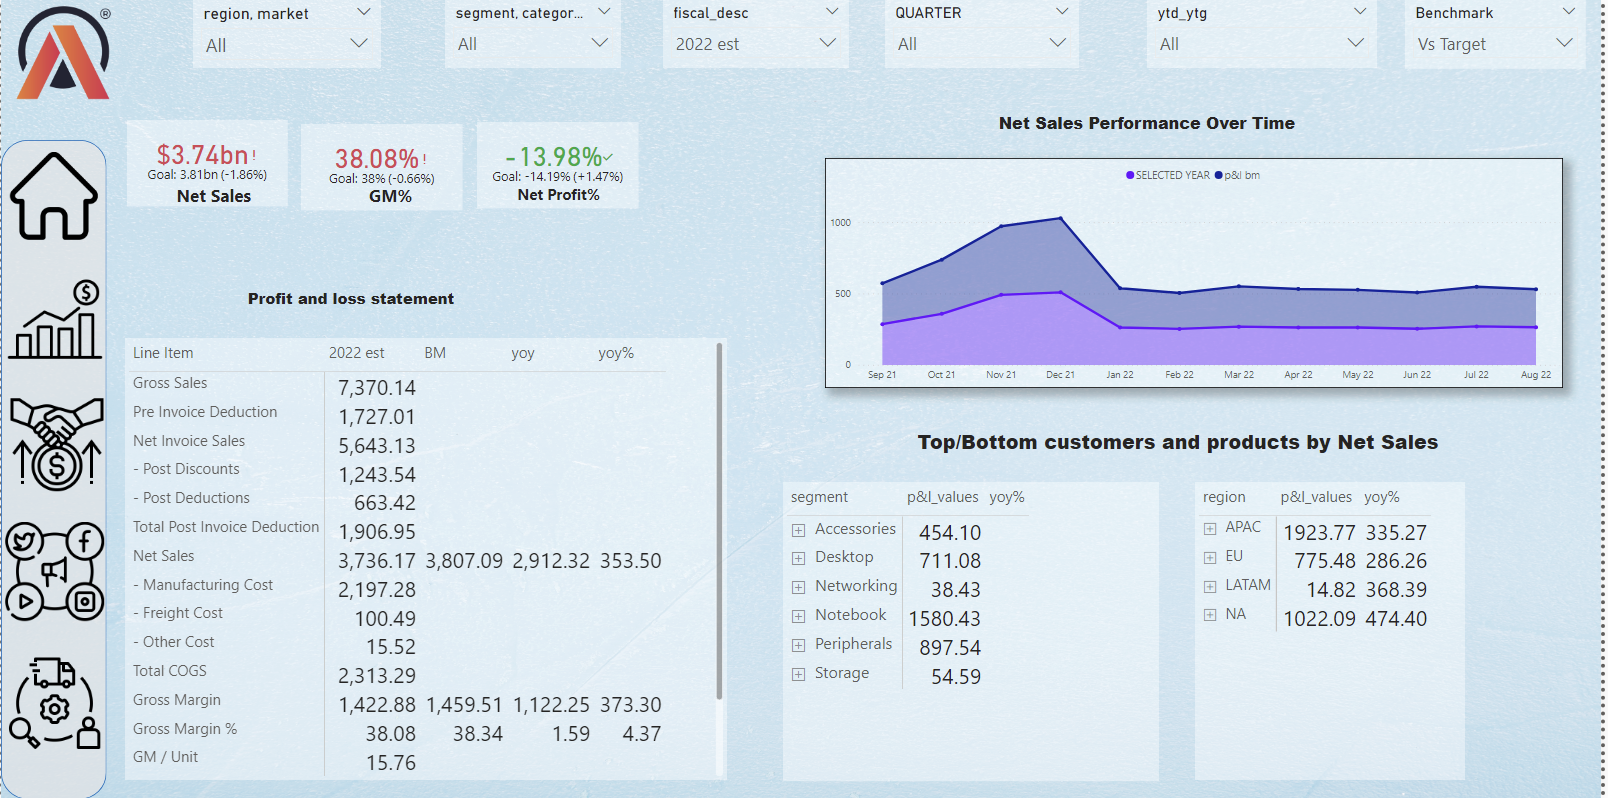 ®
region, market
All
segment, categor...
All
fiscal_desc
2022 est
QUARTER
All
ytd_ytg
All
Benchmark
Vs Target
$3.74bn!
Goal: 3.81bn (-1.86%)
Net Sales
38.08%!
Goal: 38% (-0.66%)
GM%
-13.98%✓
Goal: -14.19% (+1.47%)
Net Profit%
Net Sales Performance Over Time
SELECTED YEAR p&l bm
1000
500
0
Sep 21 Oct 21 Nov 21 Dec 21 Jan 22 Feb 22 Mar 22 Apr 22 May 22 Jun 22 Jul 22 Aug 22
Profit and loss statement
Line Item 2022 est BM yoy yoy%
Gross Sales 7,370.14
Pre Invoice Deduction 1,727.01
Net Invoice Sales 5,643.13
- Post Discounts 1,243.54
- Post Deductions 663.42
Total Post Invoice Deduction 1,906.95
Net Sales 3,736.17 3,807.09 2,912.32 353.50
- Manufacturing Cost 2,197.28
- Freight Cost 100.49
- Other Cost 15.52
Total COGS 2,313.29
Gross Margin 1,422.88 1,459.51 1,122.25 373.30
Gross Margin % 38.08 38.34 1.59 4.37
GM / Unit 15.76
Top/Bottom customers and products by Net Sales
segment p&l_values yoy%
Accessories 454.10
Desktop 711.08
Networking 38.43
Notebook 1580.43
Peripherals 897.54
Storage 54.59
region p&l_values yoy%
APAC 1923.77 335.27
EU 775.48 286.26
LATAM 14.82 368.39
NA 1022.09 474.40